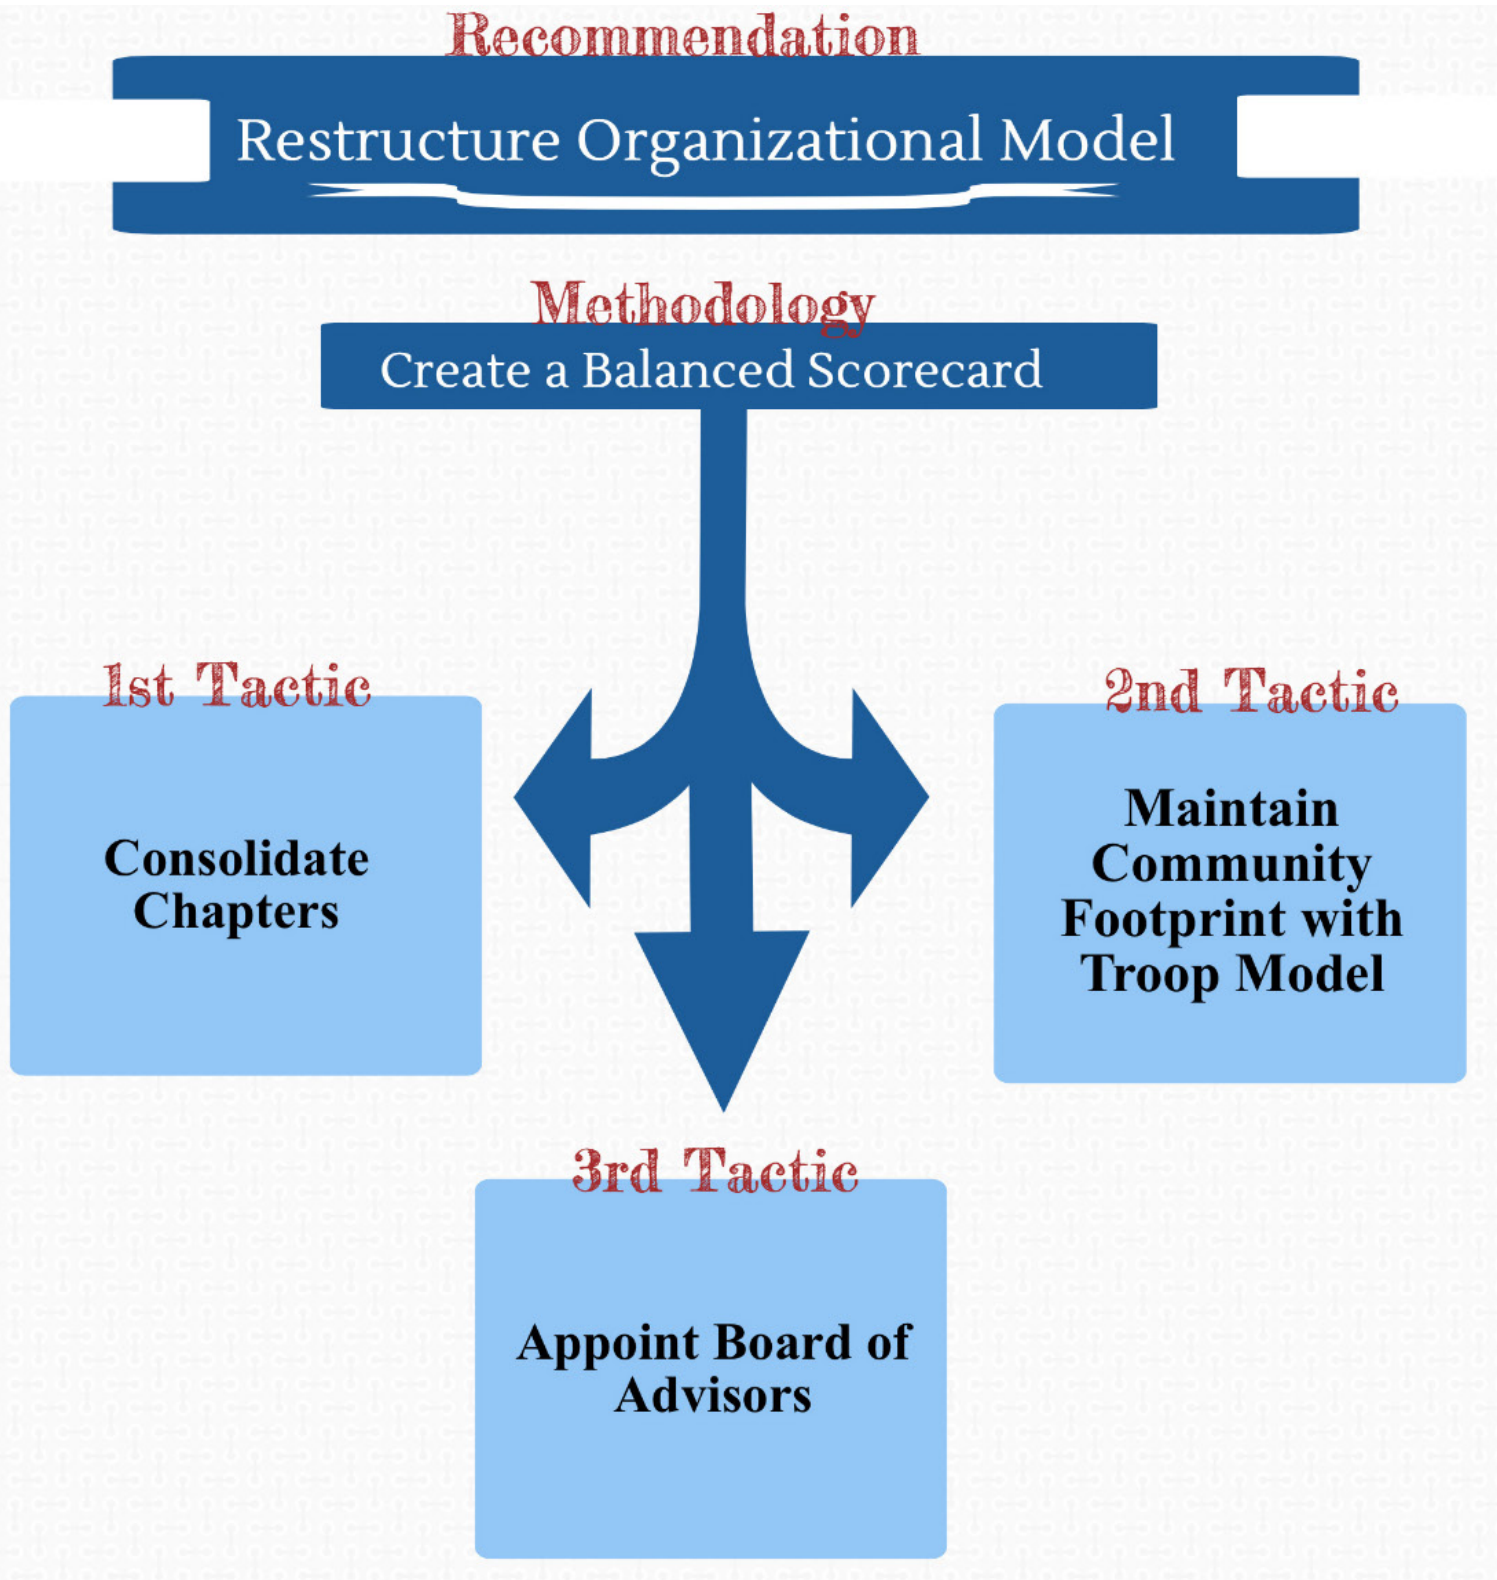 Recommendation
Restructure Organizational Model
Methodology
Create a Balanced Scorecard
1st Tactic
Consolidate
Chapters
2nd Tactic
Maintain
Community
Footprint with
Troop Model
3rd Tactic
Appoint Board of
Advisors